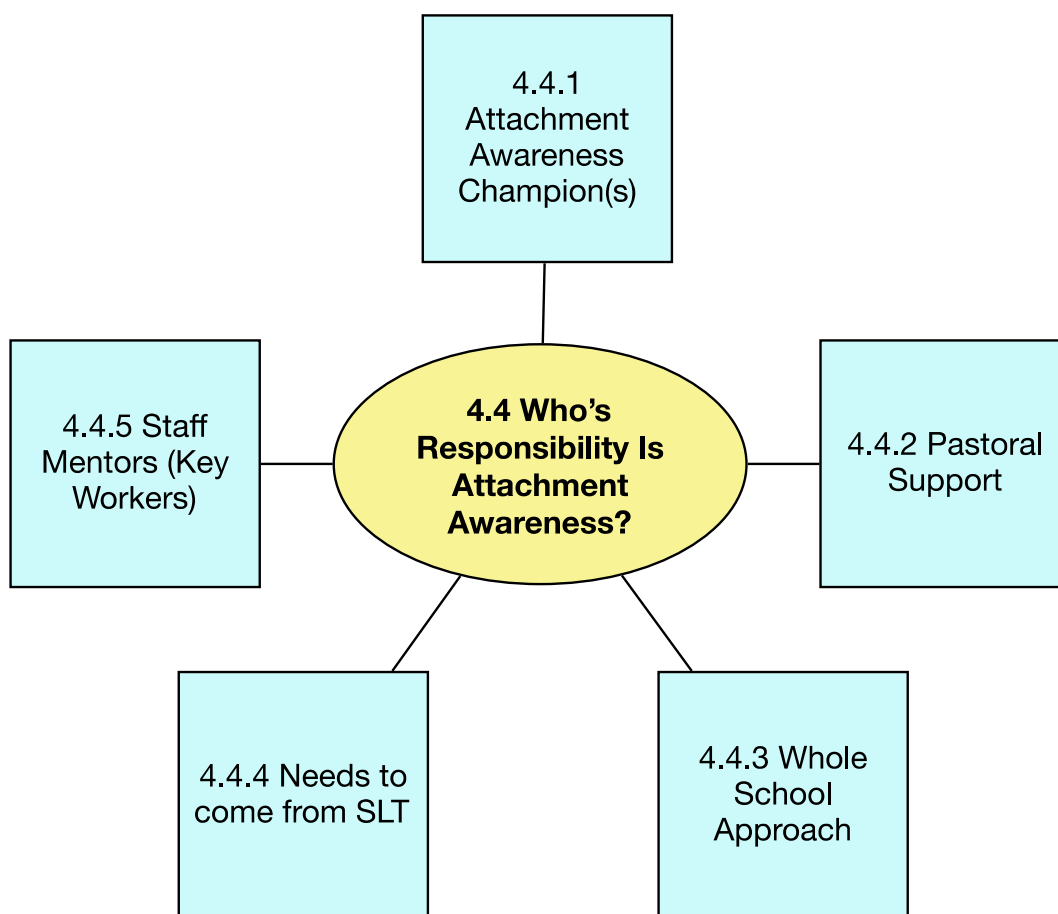 4.4.1
Attachment
Awareness
Champion(s)
4.4 Who’s
Responsibility Is
Attachment
Awareness?
4.4.2 Pastoral
Support
4.4.3 Whole
School
Approach
4.4.4 Needs to
come from SLT
4.4.5 Staff
Mentors (Key
Workers)